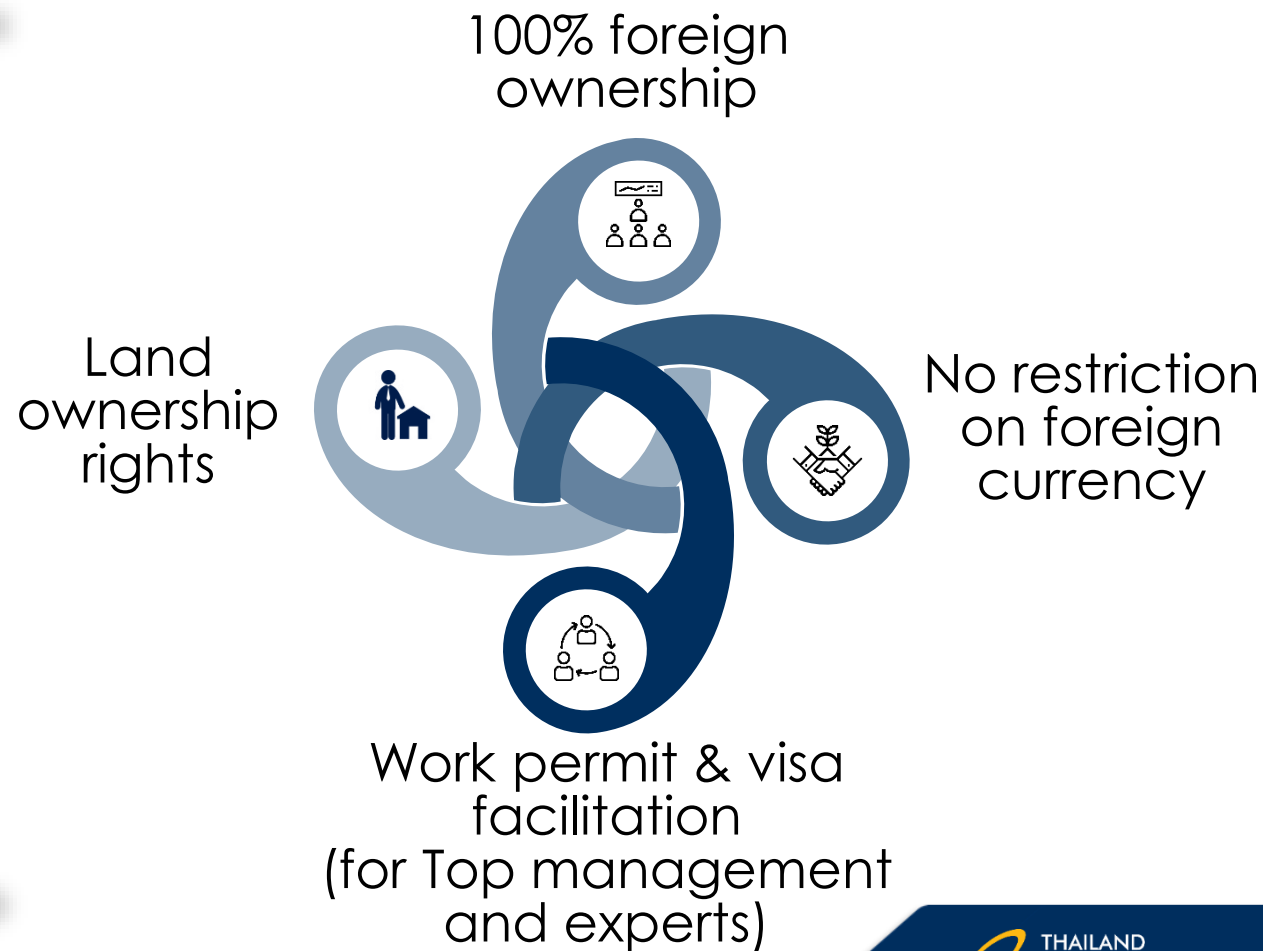 100% foreign
ownership
Land
ownership
rights
No restriction
on foreign
currency
Work permit & visa
facilitation
(for Top management
and experts)
THAILAND